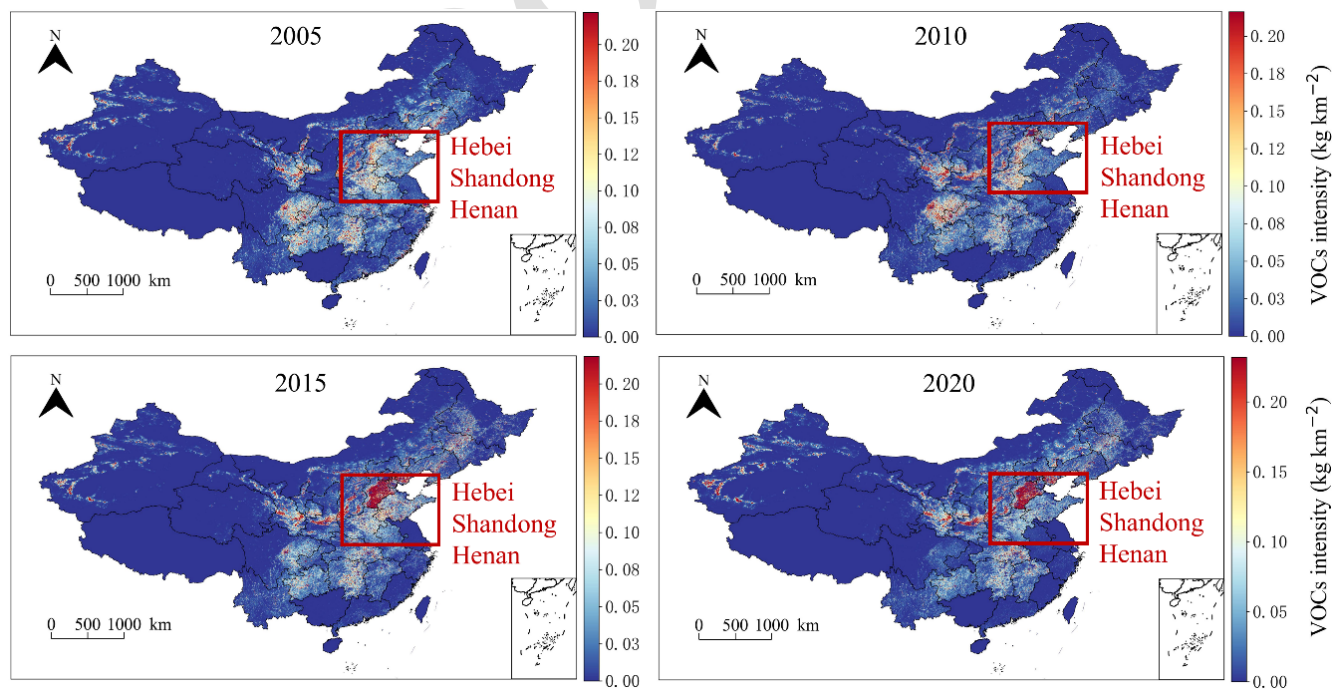 2005
N
Hebei
Shandong
Henan
0 500 1000 km
0.20
0.18
0.15
0.12
0.10
0.08
0.05
0.03
0.00
2010
N
Hebei
Shandong
Henan
0 500 1000 km
0.20
0.18
0.15
0.12
0.10
0.08
0.05
0.03
0.00
VOCs intensity (kg km⁻²)
2015
N
Hebei
Shandong
Henan
0 500 1000 km
0.20
0.18
0.15
0.12
0.10
0.08
0.05
0.03
0.00
2020
N
Hebei
Shandong
Henan
0 500 1000 km
0.20
0.15
0.10
0.05
0.00
VOCs intensity (kg km⁻²)